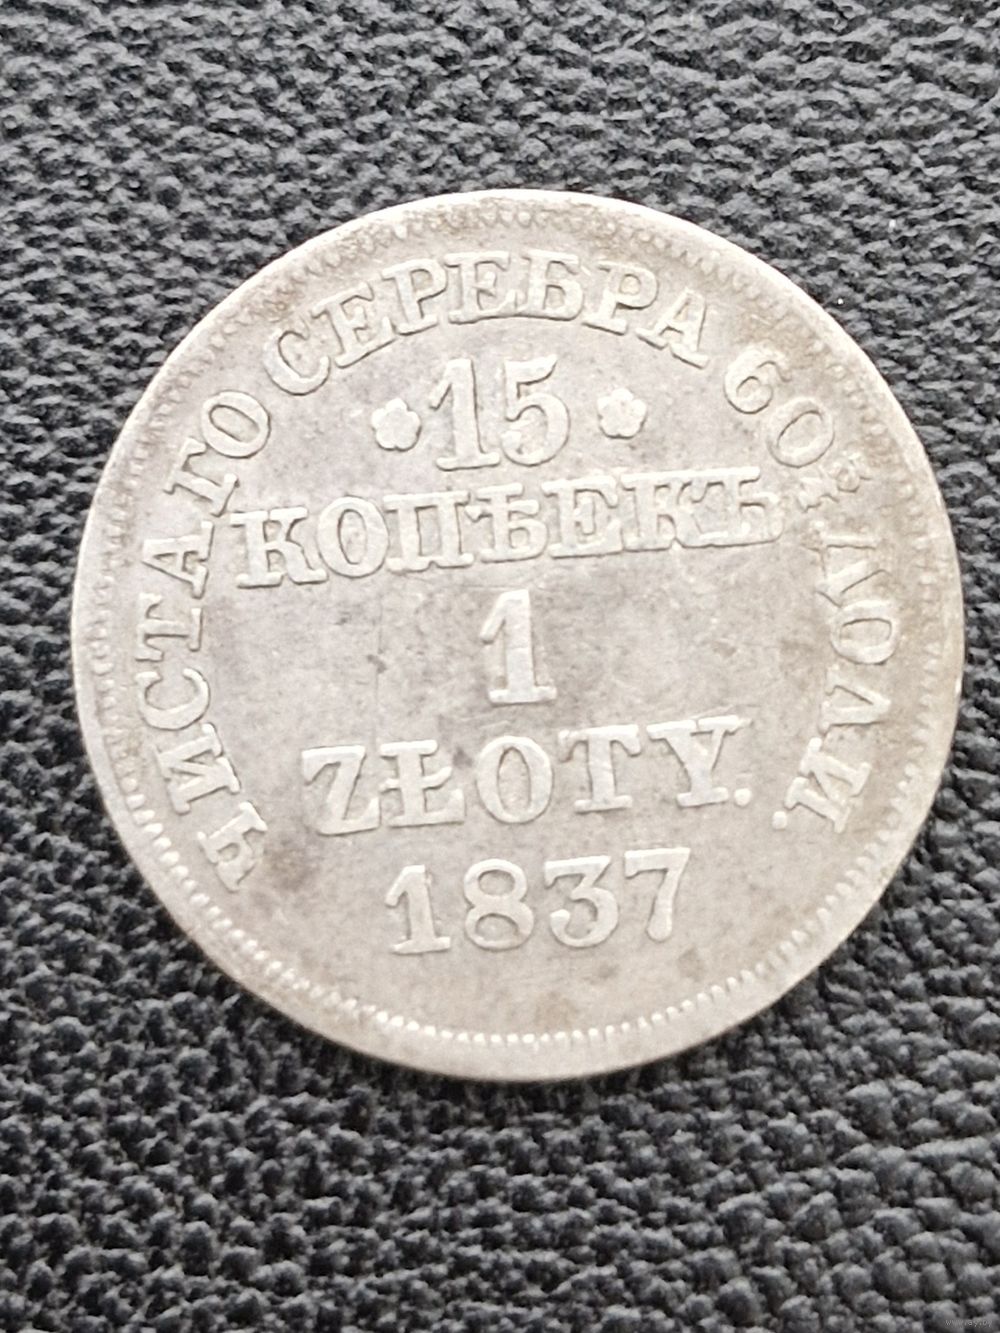 ЧИСТАГО СЕРЕБРА 60 ДОЛИ.
15
КОПѢЕКЪ
1
ZŁOTY.
1837